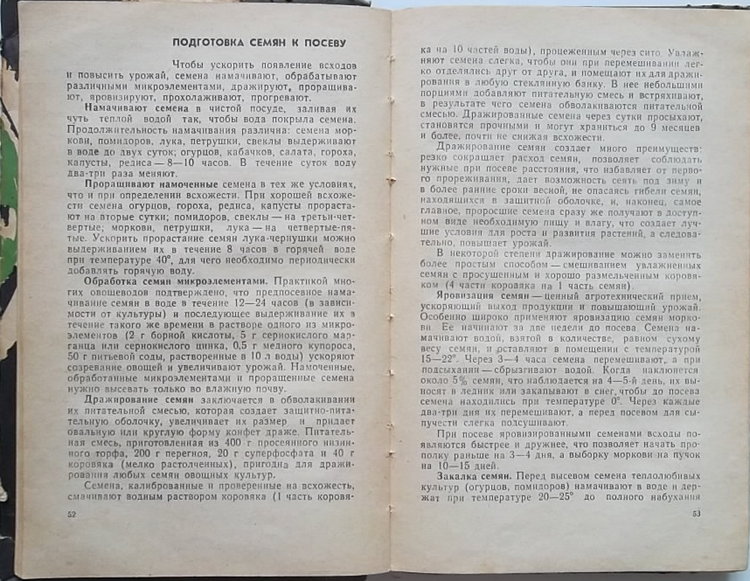 ПОДГОТОВКА СЕМЯН К ПОСЕВУ
Чтобы ускорить появление всходов
и повысить урожай, семена намачивают, обрабатывают
различными микроэлементами, дражируют, проращива-
ют, яровизируют, прохолаживают, прогревают.
Намачивают семена в чистой посуде, заливая их
чуть теплой водой так, чтобы вода покрыла семена.
Продолжительность намачивания различна: семена мор-
кови, помидоров, лука, петрушки, свеклы выдерживают
в воде до двух суток; огурцов, кабачков, салата, гороха,
капусты, редиса — 8—10 часов. В течение суток воду
два-три раза меняют.
Проращивают намоченные семена в тех же условиях,
что и при определении всхожести. При хорошей всхоже-
сти семена огурцов, гороха, редиса, капусты прораста-
ют на вторые сутки; помидоров, свеклы — на третьи-чет-
вертые; моркови, петрушки, лука — на четвертые-пя-
тые. Ускорить прорастание семян лука-чернушки можно
выдерживанием их в течение 8 часов в горячей воде
при температуре 40°, для чего необходимо периодически
добавлять горячую воду.
Обработка семян микроэлементами. Практикой мно-
гих овощеводов подтверждено, что предпосевное нама-
чивание семян в воде в течение 12—24 часов (в зависи-
мости от культуры) и последующее выдерживание их в
течение такого же времени в растворе одного из микро-
элементов (2 г борной кислоты, 5 г сернокислого мар-
ганца или сернокислого цинка, 0,5 г медного купороса,
50 г питьевой соды, растворенные в 10 л воды) ускоряют
созревание овощей и увеличивают урожай. Намоченные,
обработанные микроэлементами и проращенные семена
нужно высевать только во влажную почву.
Дражирование семян заключается в обволакивании
их питательной смесью, которая создает защитно-пита-
тельную оболочку, увеличивает их размер и придает
овальную или круглую форму конфет драже. Питатель-
ная смесь, приготовленная из 400 г просеянного низин-
ного торфа, 200 г перегноя, 20 г суперфосфата и 40 г
коровяка (мелко растолченных), пригодна для дражи-
рования любых семян овощных культур.
Семена, калиброванные и проверенные на всхожесть,
смачивают водным раствором коровяка (1 часть коровя-
52
ка на 10 частей воды), процеженным через сито. Увлаж-
няют семена слегка, чтобы они при перемешивании лег-
ко отделялись друг от друга, и помещают их для дражи-
рования в любую стеклянную банку. В нее небольшими
порциями добавляют питательную смесь и встряхивают,
в результате чего семена обволакиваются питательной
смесью. Дражированные семена через сутки просыхают,
становятся прочными и могут храниться до 9 месяцев
и более, почти не снижая всхожести.
Дражирование семян создает много преимуществ:
резко сокращает расход семян, позволяет соблюдать
нужные при посеве расстояния, что избавляет от перво-
го прореживания, дает возможность сеять под зиму и
в более ранние сроки весной, не опасаясь гибели семян,
находящихся в защитной оболочке, и, наконец, самое
главное, проросшие семена сразу же получают в доступ-
ном виде необходимую пищу и влагу, что создает луч-
шие условия для роста и развития растений, а следова-
тельно, повышает урожай.
В некоторой степени дражирование можно заменить
более простым способом — смешиванием увлажненных
семян с просушенным и хорошо размельченным коровя-
ком (4 части коровяка на 1 часть семян).
Яровизация семян — ценный агротехнический прием,
ускоряющий выход продукции и повышающий урожай.
Особенно широко применяют яровизацию семян морко-
ви. Ее начинают за две недели до посева. Семена на-
мачивают водой, взятой в количестве, равном сухому
весу семян, и оставляют в помещении с температурой
15—22°. Через 3—4 часа семена перемешивают, а при
подсыхании — сбрызгивают водой. Когда наклюнется
около 5% семян, что наблюдается на 4—5-й день, их вы-
носят в ледник или закапывают в снег, чтобы до посева
семена находились при температуре 0°. Через каждые
два-три дня их перемешивают, а перед посевом для сы-
пучести слегка подсушивают.
При посеве яровизированными семенами всходы по-
являются быстрее и дружнее, что позволяет начать про-
полку раньше на 3—4 дня, а выборку моркови на пучок
на 10—15 дней.
Закалка семян. Перед высевом семена теплолюбивых
культур (огурцов, помидоров) намачивают в воде и дер-
жат при температуре 20—25° до полного набухания
53